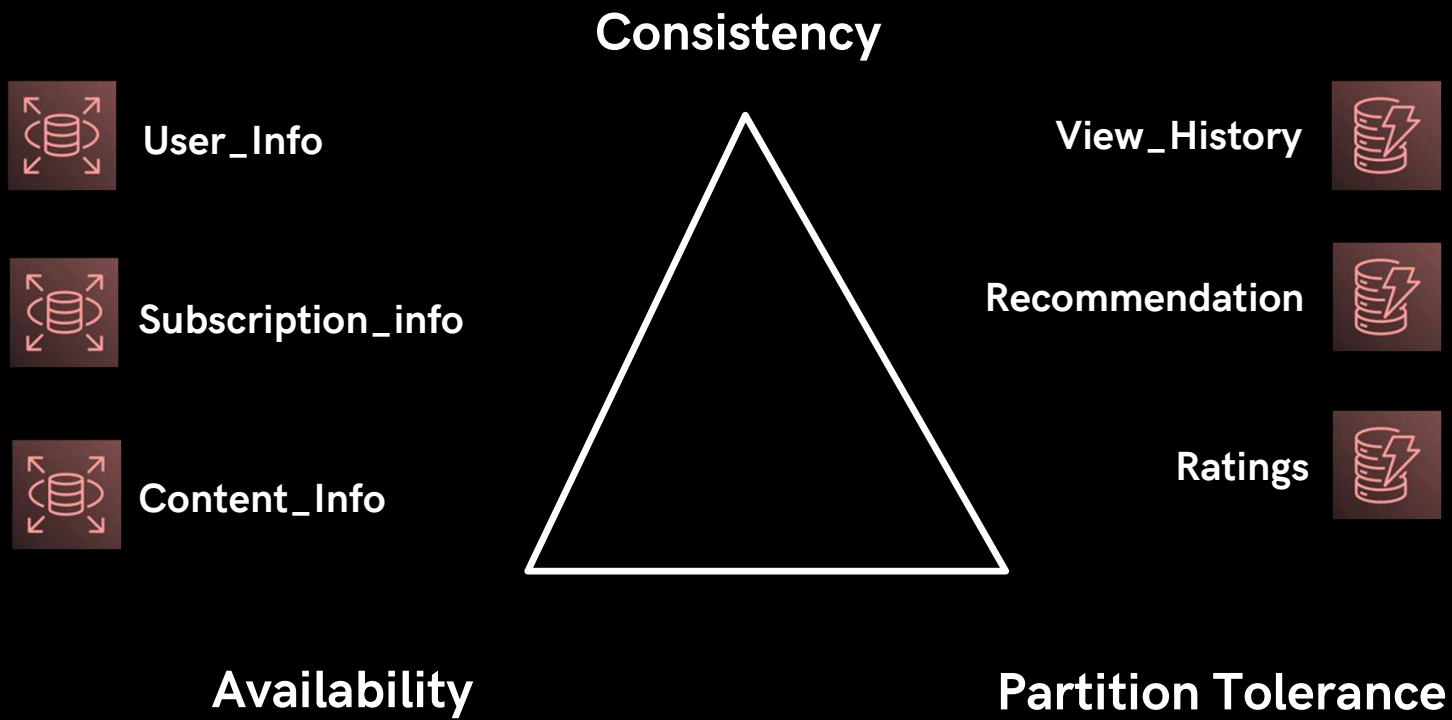 Consistency
User_Info
View_History
Subscription_info
Recommendation
Content_Info
Ratings
Availability
Partition Tolerance